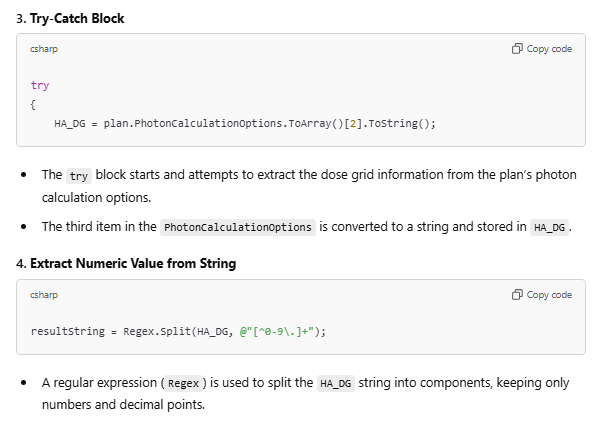 3. Try-Catch Block
csharp
Copy code
try
{
HA_DG = plan.PhotonCalculationOptions.ToArray()[2].ToString();
The try block starts and attempts to extract the dose grid information from the plan's photon
calculation options.
The third item in the PhotonCalculationOptions is converted to a string and stored in HA_DG .
4. Extract Numeric Value from String
csharp
Copy code
resultString = Regex.Split(HA_DG, @"[^0-9\.]+");
A regular expression ( Regex ) is used to split the HA_DG string into components, keeping only
numbers and decimal points.